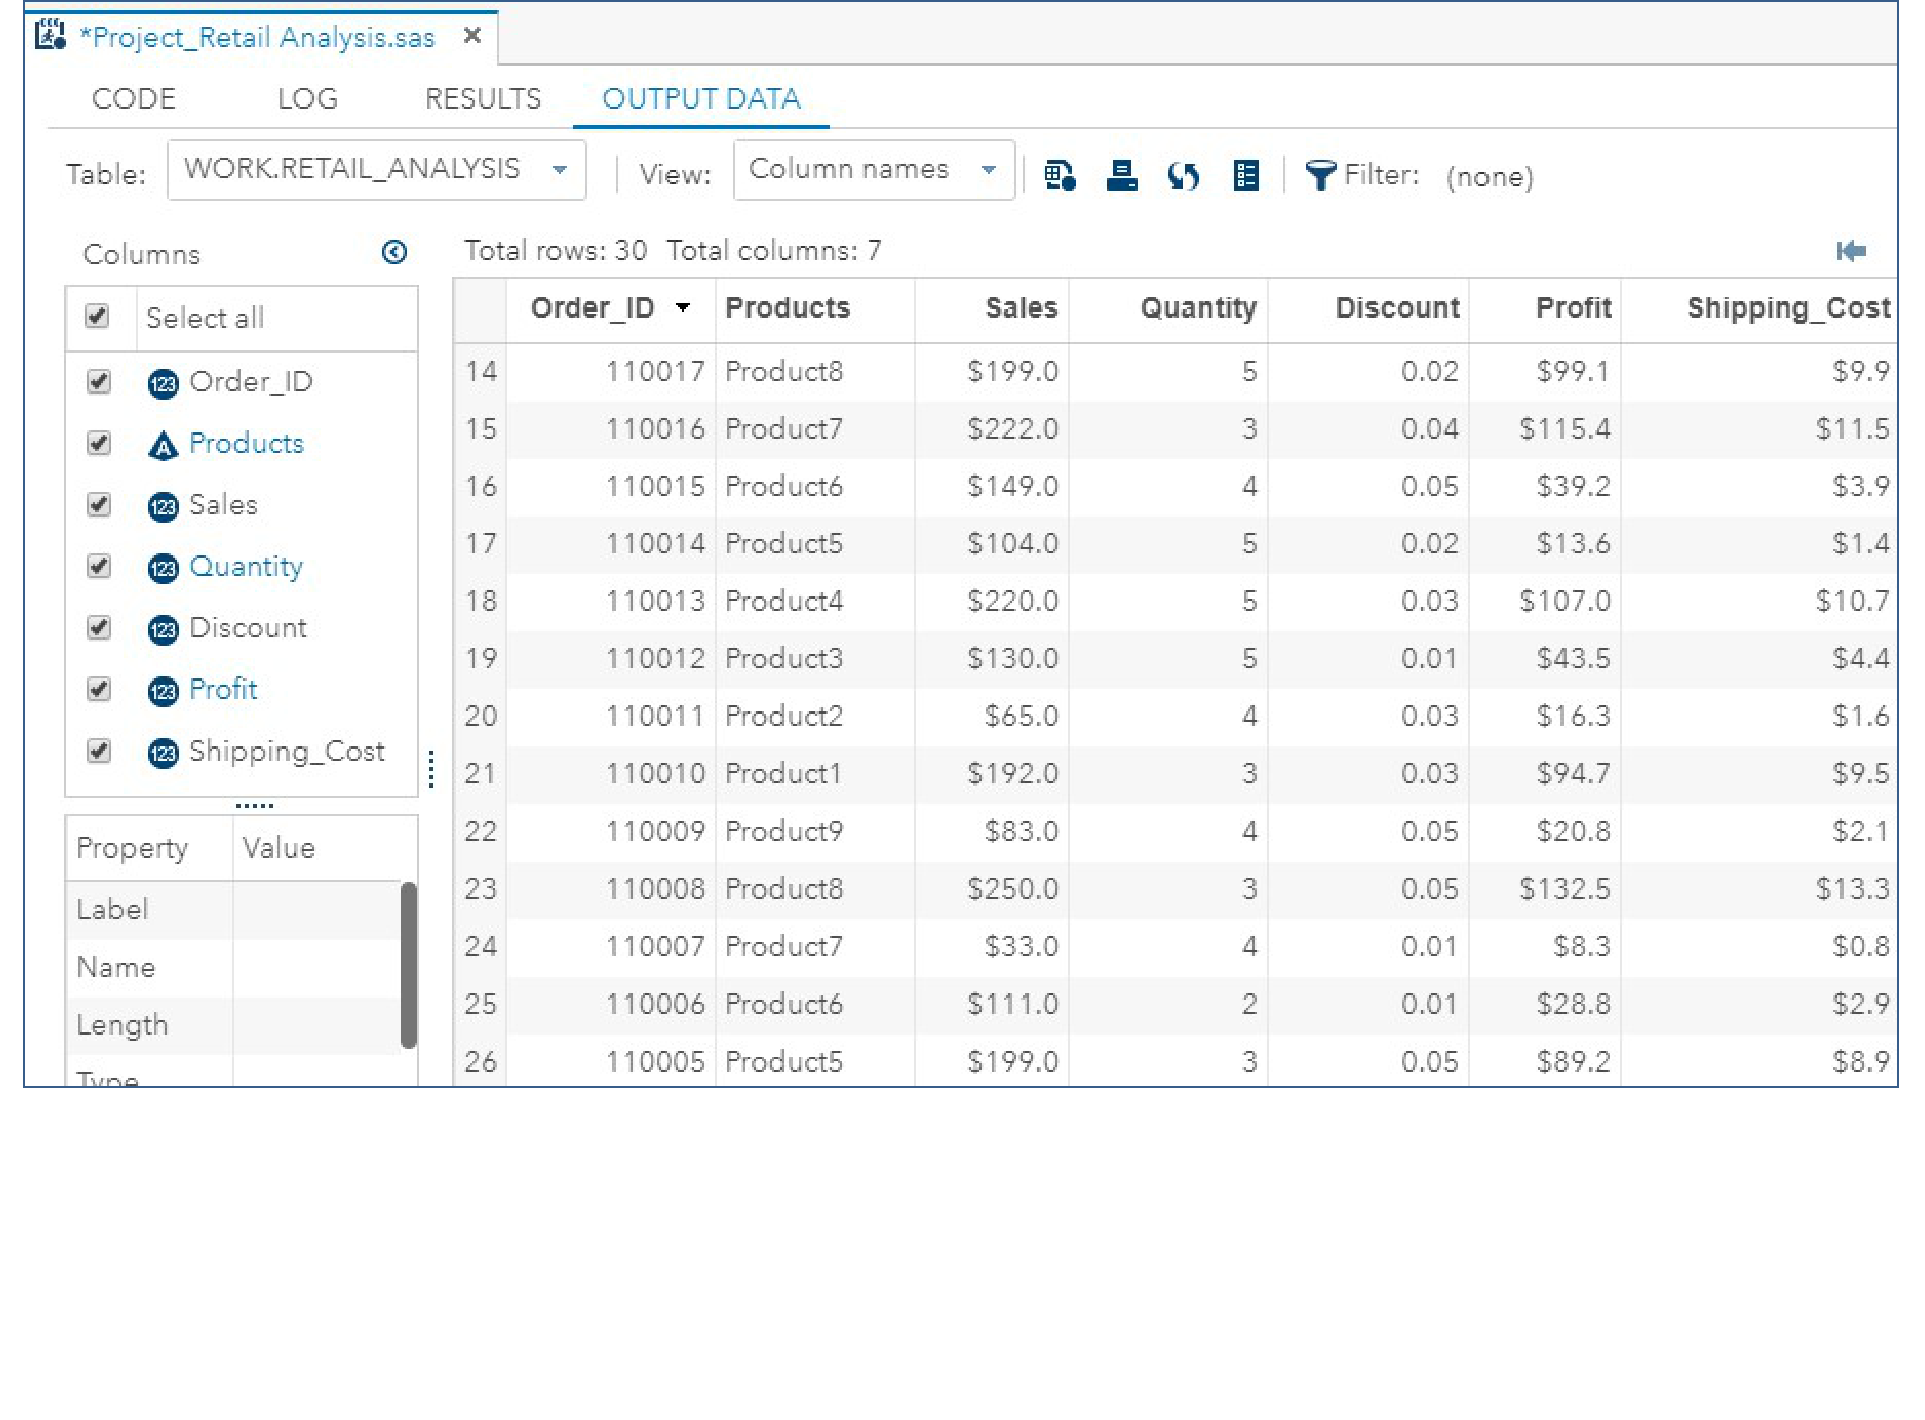 *Project_Retail Analysis.sas
CODE LOG RESULTS OUTPUT DATA
Table: WORK.RETAIL_ANALYSIS View: Column names Filter: (none)
Columns
Select all
Order_ID
Products
Sales
Quantity
Discount
Profit
Shipping_Cost
Property Value
Label
Name
Length
Type
Total rows: 30 Total columns: 7
Order_ID Products Sales Quantity Discount Profit Shipping_Cost
14 110017 Product8 $199.0 5 0.02 $99.1 $9.9
15 110016 Product7 $222.0 3 0.04 $115.4 $11.5
16 110015 Product6 $149.0 4 0.05 $39.2 $3.9
17 110014 Product5 $104.0 5 0.02 $13.6 $1.4
18 110013 Product4 $220.0 5 0.03 $107.0 $10.7
19 110012 Product3 $130.0 5 0.01 $43.5 $4.4
20 110011 Product2 $65.0 4 0.03 $16.3 $1.6
21 110010 Product1 $192.0 3 0.03 $94.7 $9.5
22 110009 Product9 $83.0 4 0.05 $20.8 $2.1
23 110008 Product8 $250.0 3 0.05 $132.5 $13.3
24 110007 Product7 $33.0 4 0.01 $8.3 $0.8
25 110006 Product6 $111.0 2 0.01 $28.8 $2.9
26 110005 Product5 $199.0 3 0.05 $89.2 $8.9